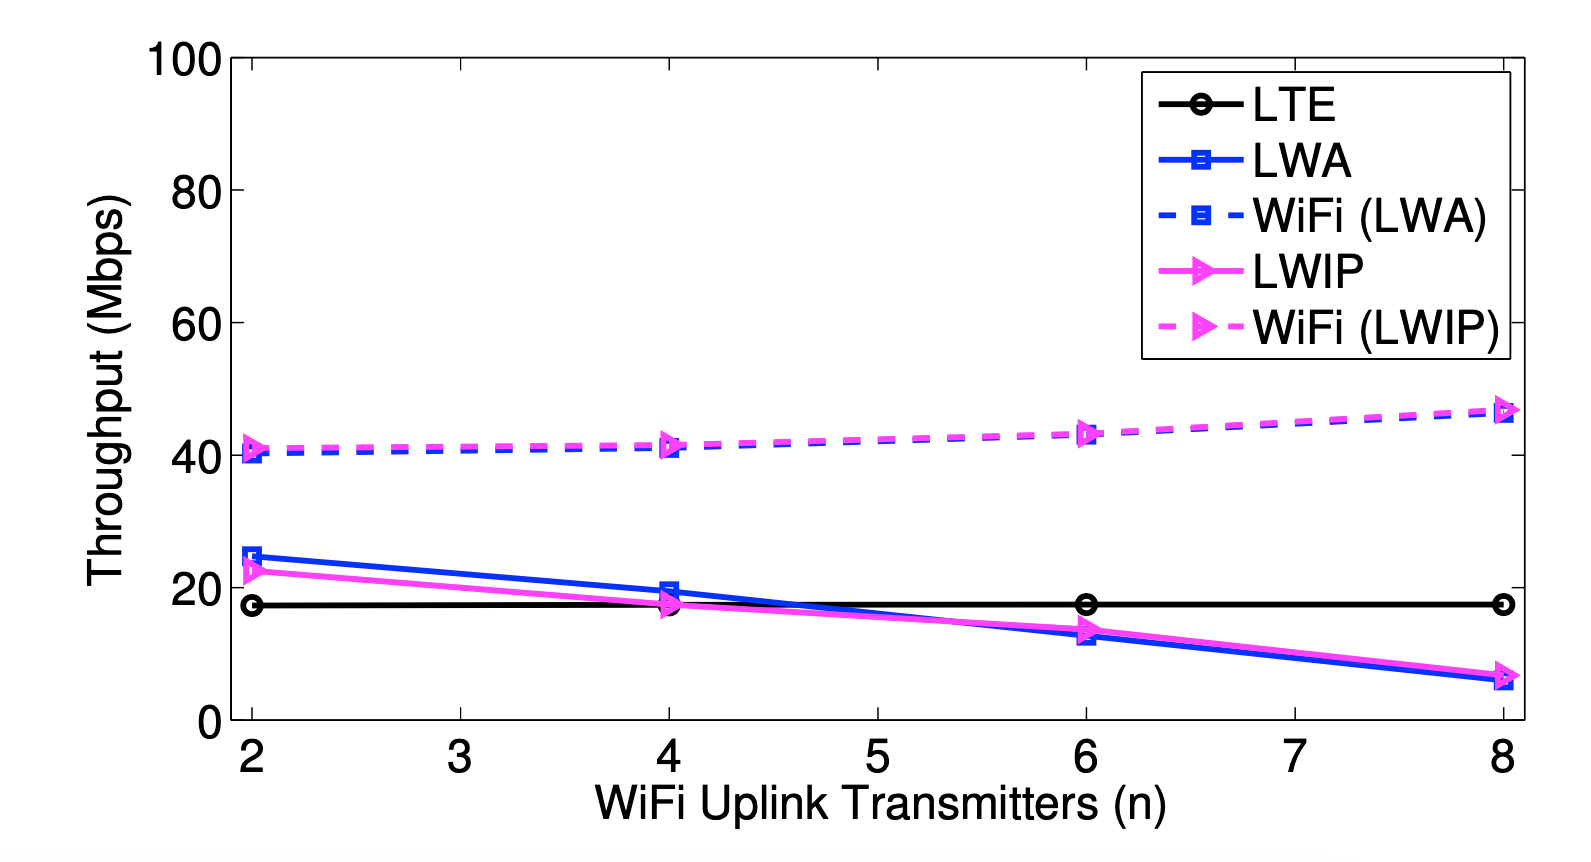 100
80
60
40
20
0
Throughput (Mbps)
LTE
LWA
WiFi (LWA)
LWIP
WiFi (LWIP)
2 3 4 5 6 7 8
WiFi Uplink Transmitters (n)